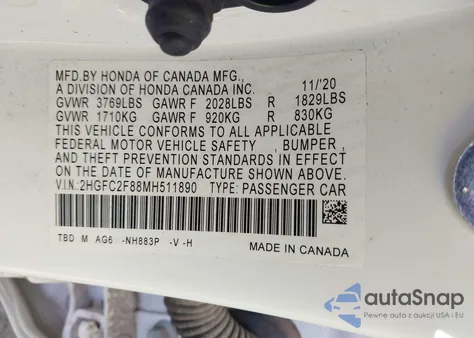 MFD.BY HONDA OF CANADA MFG., 11/'20
A DIVISION OF HONDA CANADA INC.
GVWR 3769LBS GAWR F 2028LBS R 1829LBS
GVWR 1710KG GAWR F 920KG R 830KG
THIS VEHICLE CONFORMS TO ALL APPLICABLE
FEDERAL MOTOR VEHICLE SAFETY , BUMPER ,
AND THEFT PREVENTION STANDARDS IN EFFECT
ON THE DATE OF MANUFACTURE SHOWN ABOVE.
V.I.N.:2HGFC2F88MH511890 TYPE: PASSENGER CAR
TBD M AG6 -NH883P -V -H
MADE IN CANADA
autoSnap
Pewne auta z aukcji USA i EU